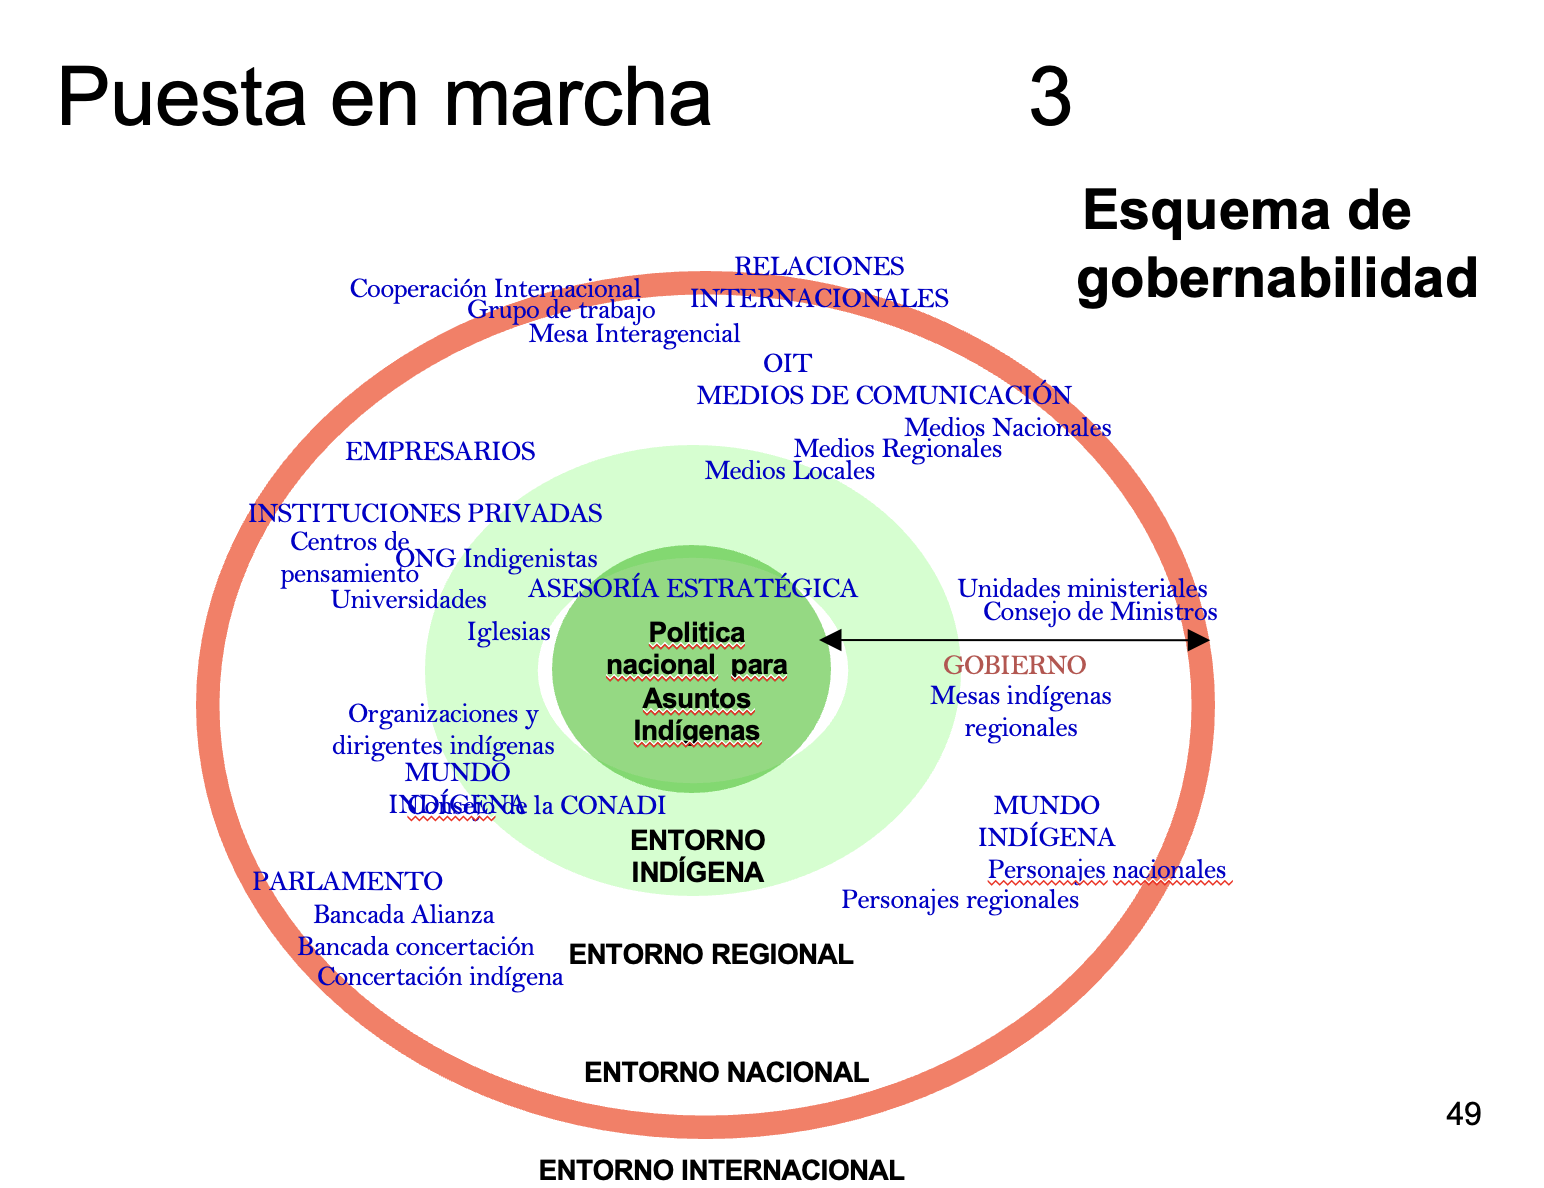 Puesta en marcha 3
Esquema de
gobernabilidad
RELACIONES
INTERNACIONALES
Cooperación Internacional
Grupo de trabajo
Mesa Interagencial
OIT
MEDIOS DE COMUNICACIÓN
Medios Nacionales
Medios Regionales
Medios Locales
EMPRESARIOS
INSTITUCIONES PRIVADAS
Centros de
pensamiento
ONG Indigenistas
Universidades
Iglesias
ASESORÍA ESTRATÉGICA
Politica
nacional para
Asuntos
Indígenas
Unidades ministeriales
Consejo de Ministros
GOBIERNO
Mesas indígenas
regionales
Organizaciones y
dirigentes indígenas
MUNDO
INDÍGENA
Consejo de la CONADI
MUNDO
INDÍGENA
Personajes nacionales
Personajes regionales
ENTORNO
INDÍGENA
PARLAMENTO
Bancada Alianza
Bancada concertación
Concertación indígena
ENTORNO REGIONAL
ENTORNO NACIONAL
49
ENTORNO INTERNACIONAL